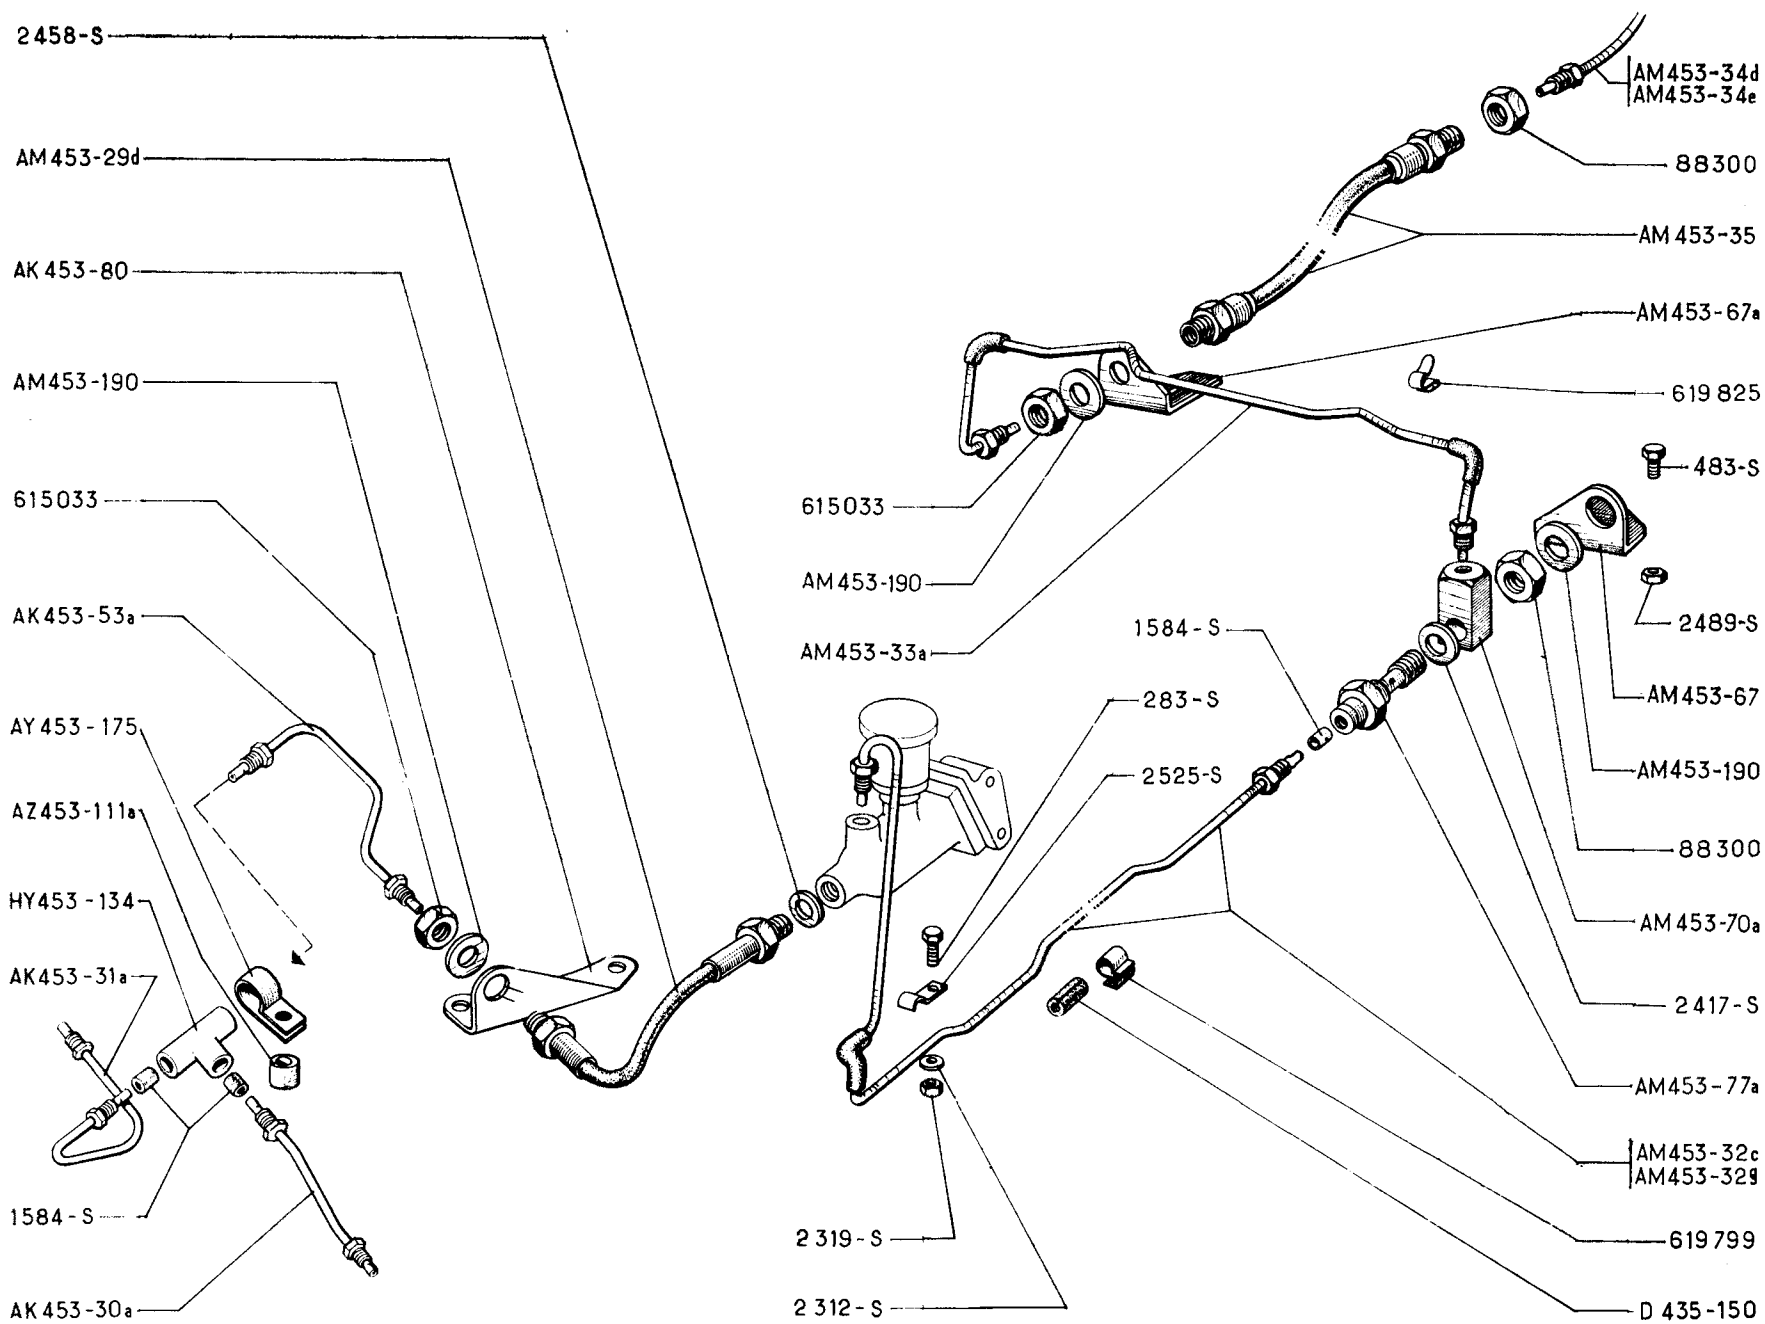 2458-S
AM453-29d
AK453-80
AM453-190
615033
AK453-53a
AY453-175
AZ453-111a
HY453-134
AK453-31a
1584-S
AK453-30a
615033
AM453-190
AM453-33a
1584-S
283-S
2525-S
2319-S
2312-S
AM453-34d
AM453-34e
88300
AM453-35
AM453-67a
619825
483-S
2489-S
AM453-67
AM453-190
88300
AM453-70a
2417-S
AM453-77a
AM453-32c
AM453-32g
619799
D 435-150